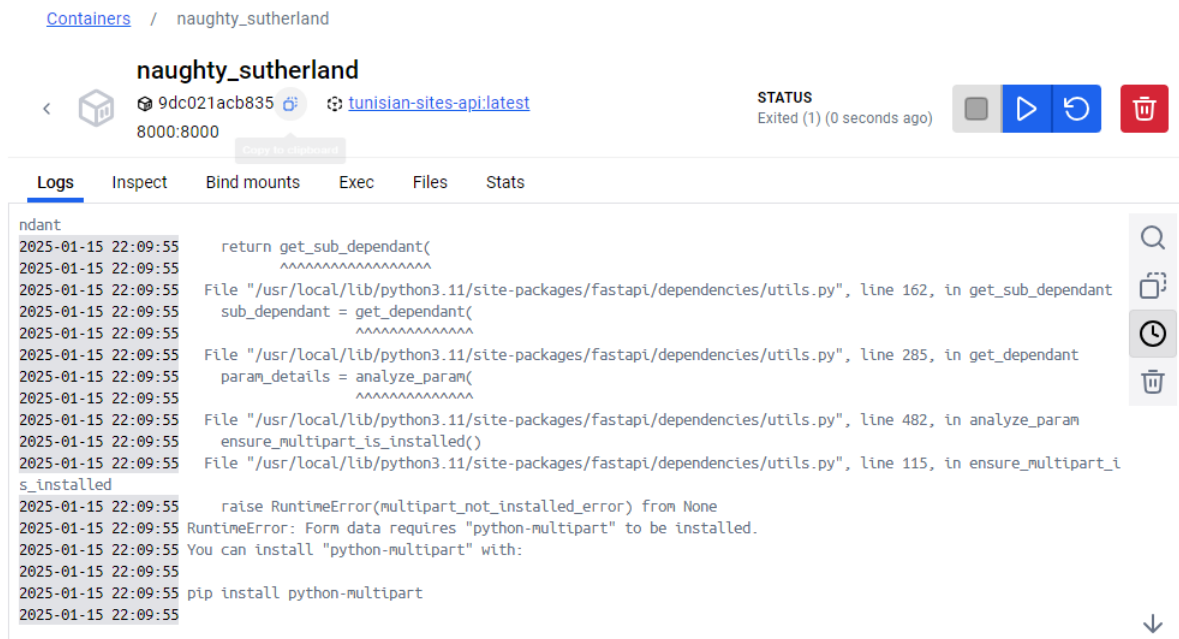 Containers / naughty_sutherland
naughty_sutherland
9dc021acb835 tunisian-sites-api:latest
8000:8000
Copy to clipboard
STATUS
Exited (1) (0 seconds ago)
Logs Inspect Bind mounts Exec Files Stats
ndant
2025-01-15 22:09:55     return get_sub_dependant(
2025-01-15 22:09:55            ^^^^^^^^^^^^^^^^^^
2025-01-15 22:09:55   File "/usr/local/lib/python3.11/site-packages/fastapi/dependencies/utils.py", line 162, in get_sub_dependant
2025-01-15 22:09:55     sub_dependant = get_dependant(
2025-01-15 22:09:55                     ^^^^^^^^^^^^^^
2025-01-15 22:09:55   File "/usr/local/lib/python3.11/site-packages/fastapi/dependencies/utils.py", line 285, in get_dependant
2025-01-15 22:09:55     param_details = analyze_param(
2025-01-15 22:09:55                     ^^^^^^^^^^^^^^
2025-01-15 22:09:55   File "/usr/local/lib/python3.11/site-packages/fastapi/dependencies/utils.py", line 482, in analyze_param
2025-01-15 22:09:55     ensure_multipart_is_installed()
2025-01-15 22:09:55   File "/usr/local/lib/python3.11/site-packages/fastapi/dependencies/utils.py", line 115, in ensure_multipart_i
s_installed
2025-01-15 22:09:55     raise RuntimeError(multipart_not_installed_error) from None
2025-01-15 22:09:55 RuntimeError: Form data requires "python-multipart" to be installed.
2025-01-15 22:09:55 You can install "python-multipart" with:
2025-01-15 22:09:55
2025-01-15 22:09:55 pip install python-multipart
2025-01-15 22:09:55